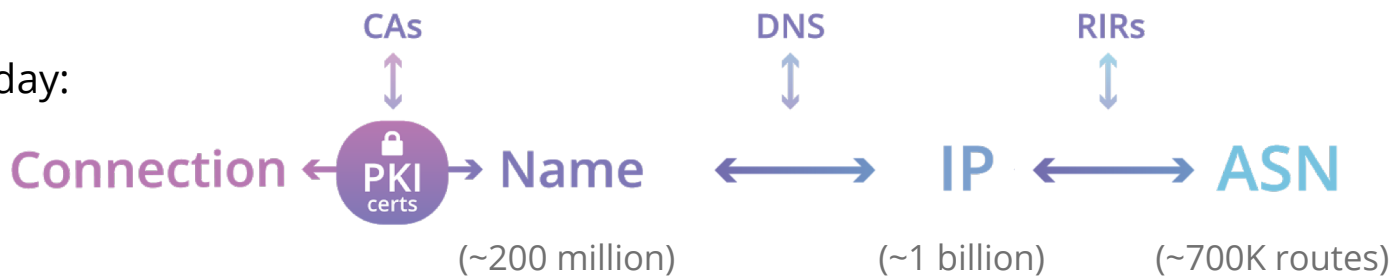 CAs DNS RIRs
day:
Connection PKI certs Name IP ASN
(~200 million) (~1 billion) (~700K routes)